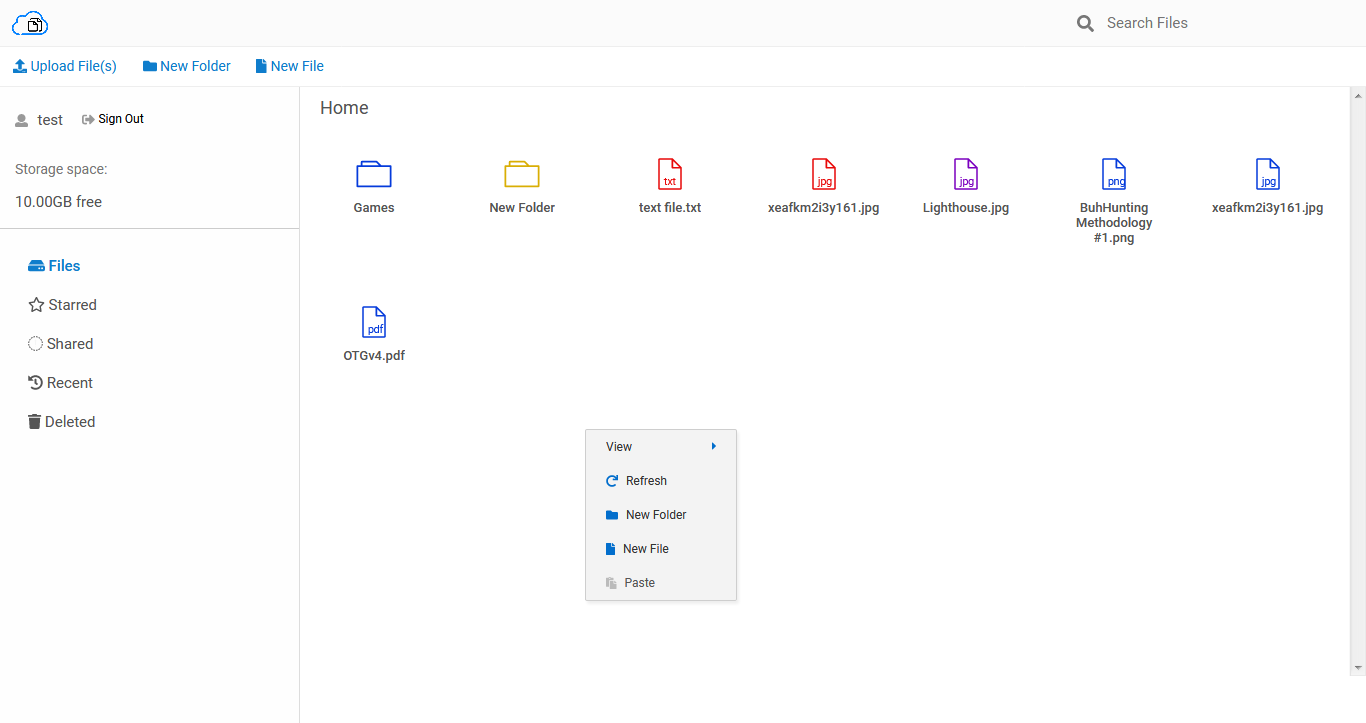 Search Files
Upload File(s) New Folder New File
test Sign Out
Storage space:
10.00GB free
Files
Starred
Shared
Recent
Deleted
Home
txt jpg jpg png jpg
Games New Folder text file.txt xeafkm2i3y161.jpg Lighthouse.jpg BuhHunting xeafkm2i3y161.jpg
Methodology
#1.png
pdf
OTGv4.pdf
View
Refresh
New Folder
New File
Paste